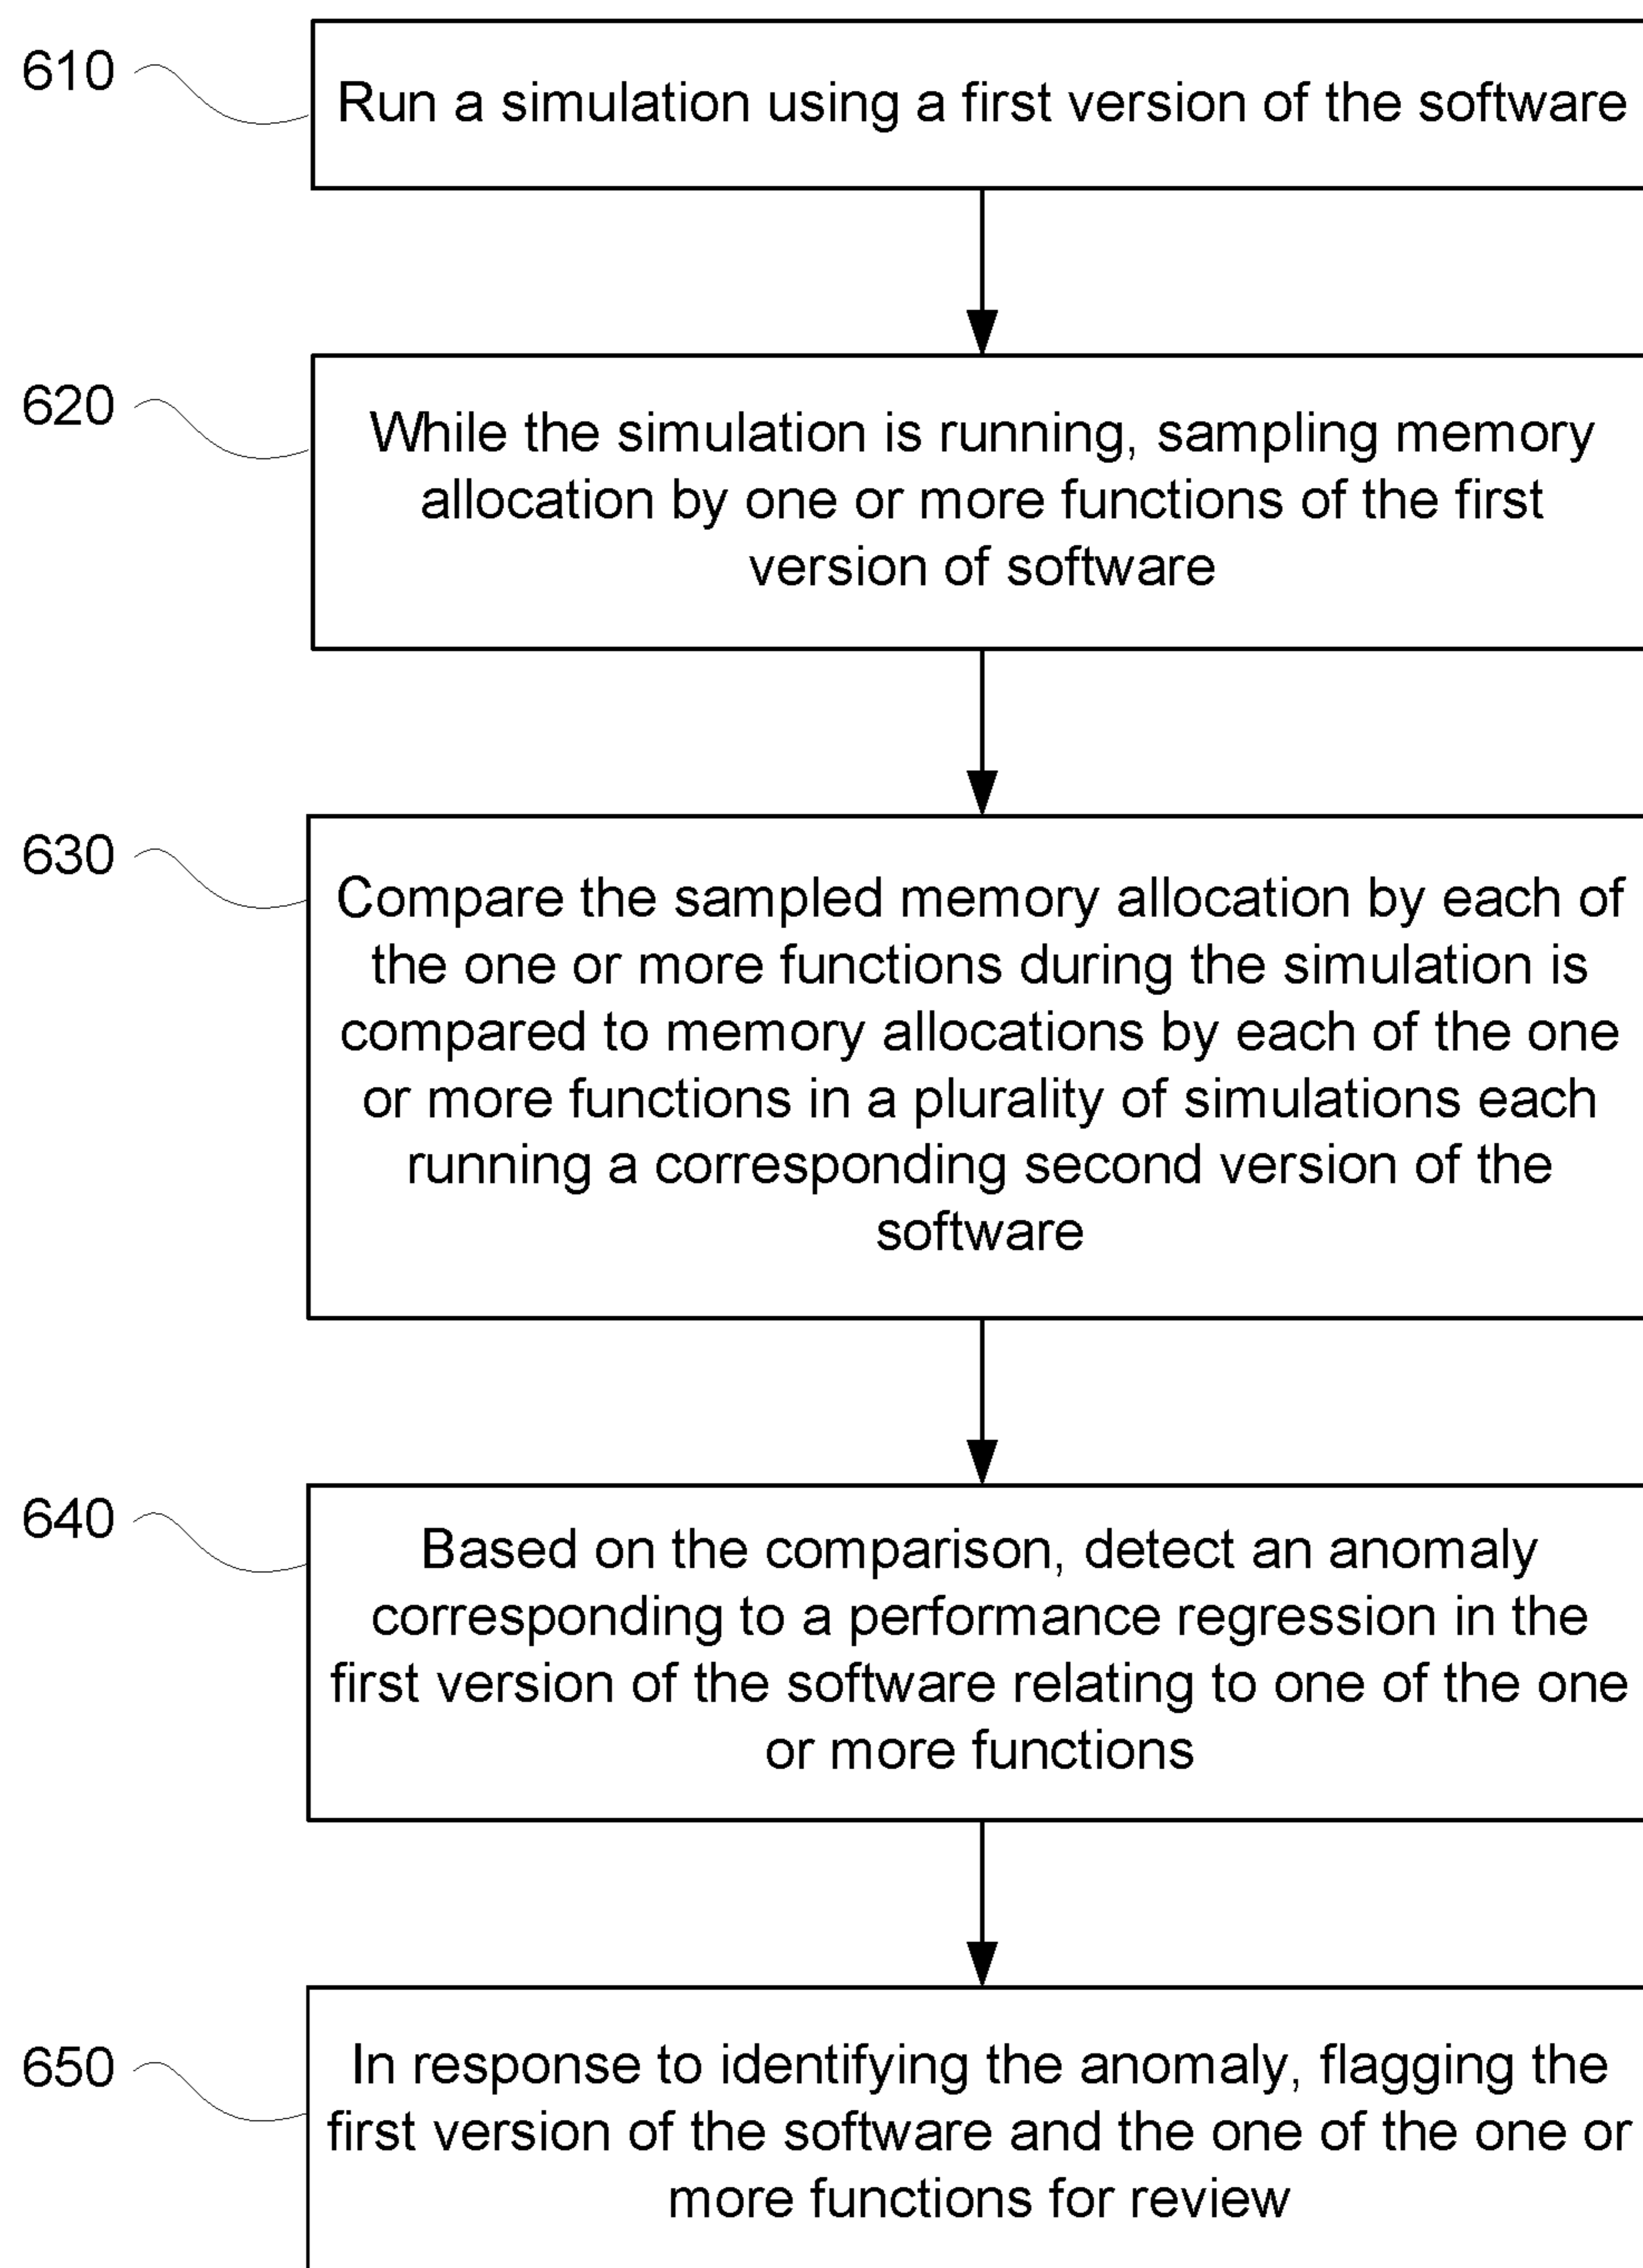 610
Run a simulation using a first version of the software
620
While the simulation is running, sampling memory
allocation by one or more functions of the first
version of software
630
Compare the sampled memory allocation by each of
the one or more functions during the simulation is
compared to memory allocations by each of the one
or more functions in a plurality of simulations each
running a corresponding second version of the
software
640
Based on the comparison, detect an anomaly
corresponding to a performance regression in the
first version of the software relating to one of the one
or more functions
650
In response to identifying the anomaly, flagging the
first version of the software and the one of the one or
more functions for review